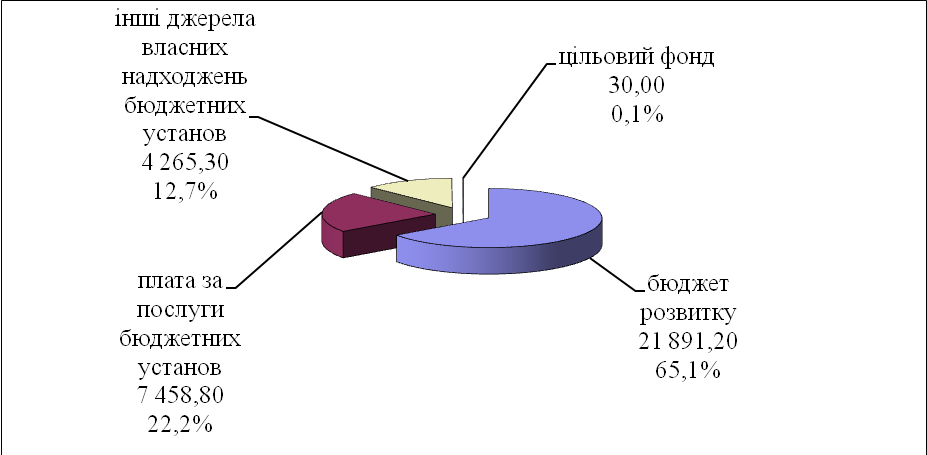 інші джерела
власних
надходжень
бюджетних
установ
4 265,30
12,7%
цільовий фонд
30,00
0,1%
плата за
послуги
бюджетних
установ
7 458,80
22,2%
бюджет
розвитку
21 891,20
65,1%